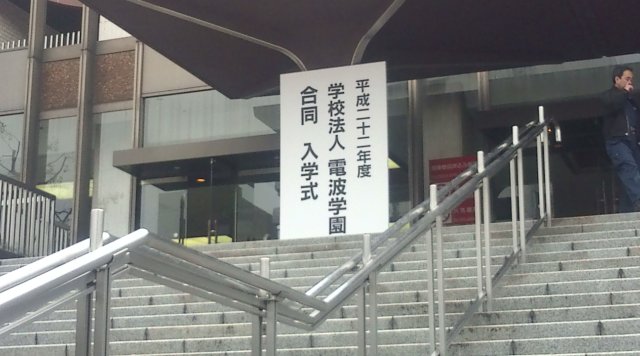 平成二十二年度
学校法人 電波学園
合同 入学式